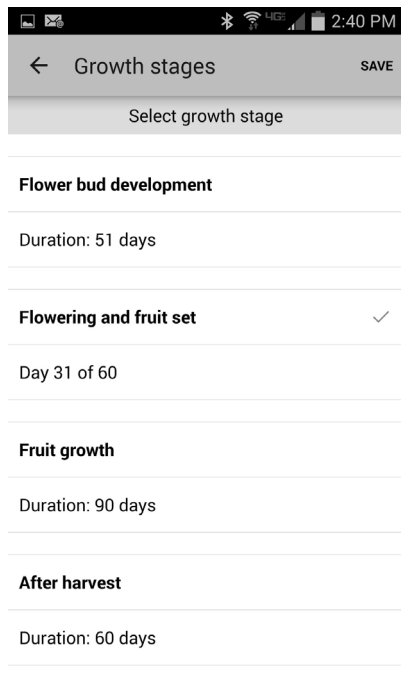 4G 2:40 PM
Growth stages SAVE
Select growth stage
Flower bud development
Duration: 51 days
Flowering and fruit set
Day 31 of 60
Fruit growth
Duration: 90 days
After harvest
Duration: 60 days